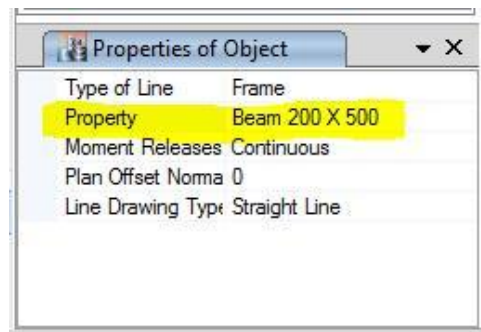 Properties of Object
Type of Line Frame
Property Beam 200 X 500
Moment Releases Continuous
Plan Offset Norma 0
Line Drawing Type Straight Line